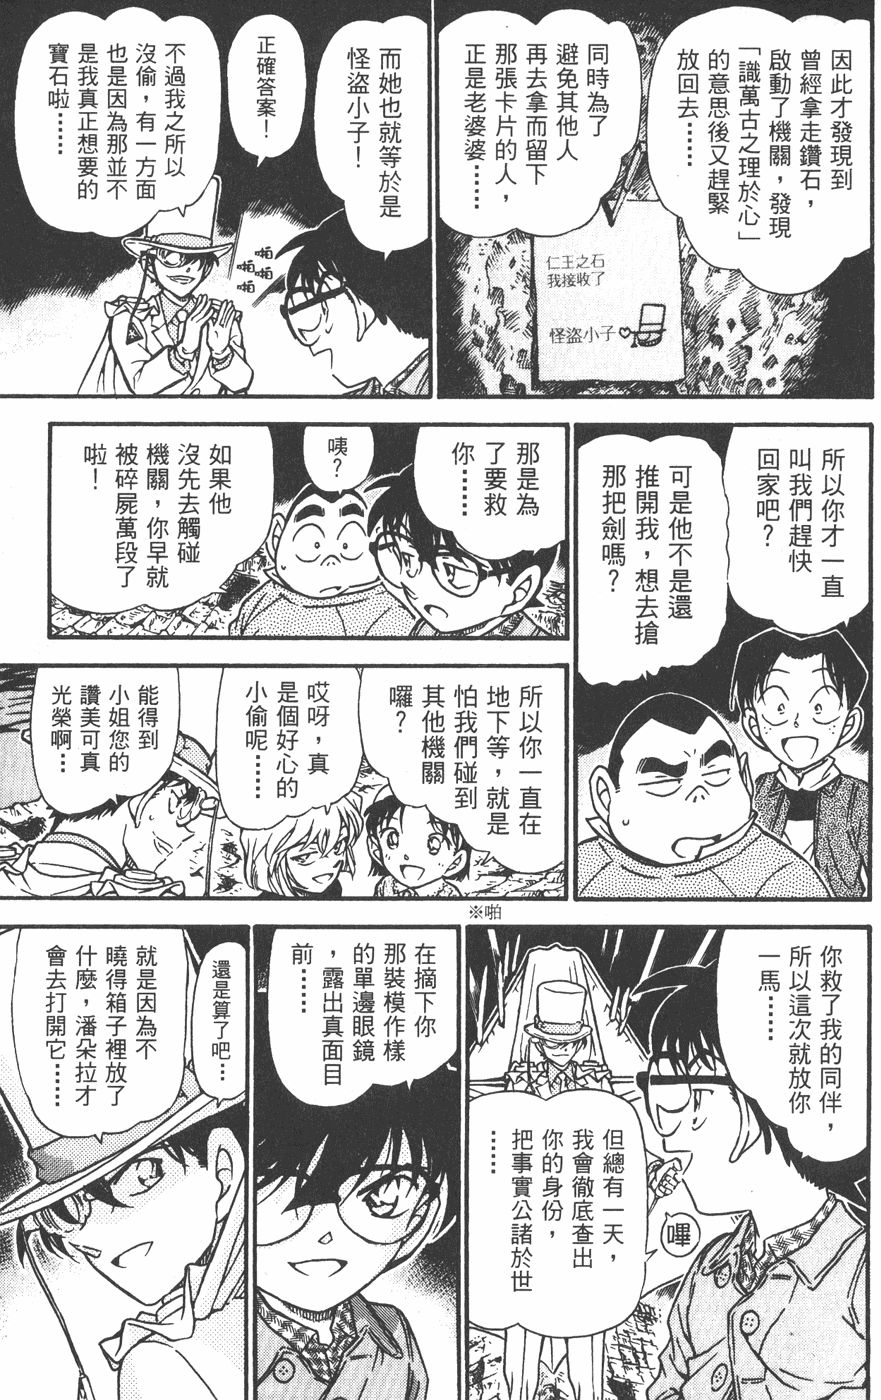 因此才發現到
曾經拿走鑽石，
啟動了機關，發現
「識萬古之理於心」
的意思後又趕緊
放回去……
同時為了
避免其他人
再去拿而留下
那張卡片的人，
正是老婆婆……
仁王之石
我接收了
怪盜小子
而她也就等於是
怪盜小子！
正確答案！
啪
啪
啪
啪
不過我之所以
沒偷，有一方面
也是因為那並不
是我真正想要的
寶石啦……
所以你才一直
叫我們趕快
回家吧？
可是他不是還
推開我，想去搶
那把劍嗎？
那是為
了要救
你……
咦？
如果他
沒先去觸碰
機關，你早就
被碎屍萬段了
啦！
所以你一直在
地下等，就是
怕我們碰到
其他機關
囉？
哎呀，真
是個好心的
小偷呢……
能得到
小姐您的
讚美可真
光榮啊…
※啪
你救了我的同伴，
所以這次就放你
一馬……
但總有一天，
我會徹底查出
你的身份，
把事實公諸於世
……
嗶
在摘下你
那裝模作樣
的單邊眼鏡
，露出真面目
前……
還是算了吧…
就是因為不
曉得箱子裡放了
什麼，潘朵拉才
會去打開它……